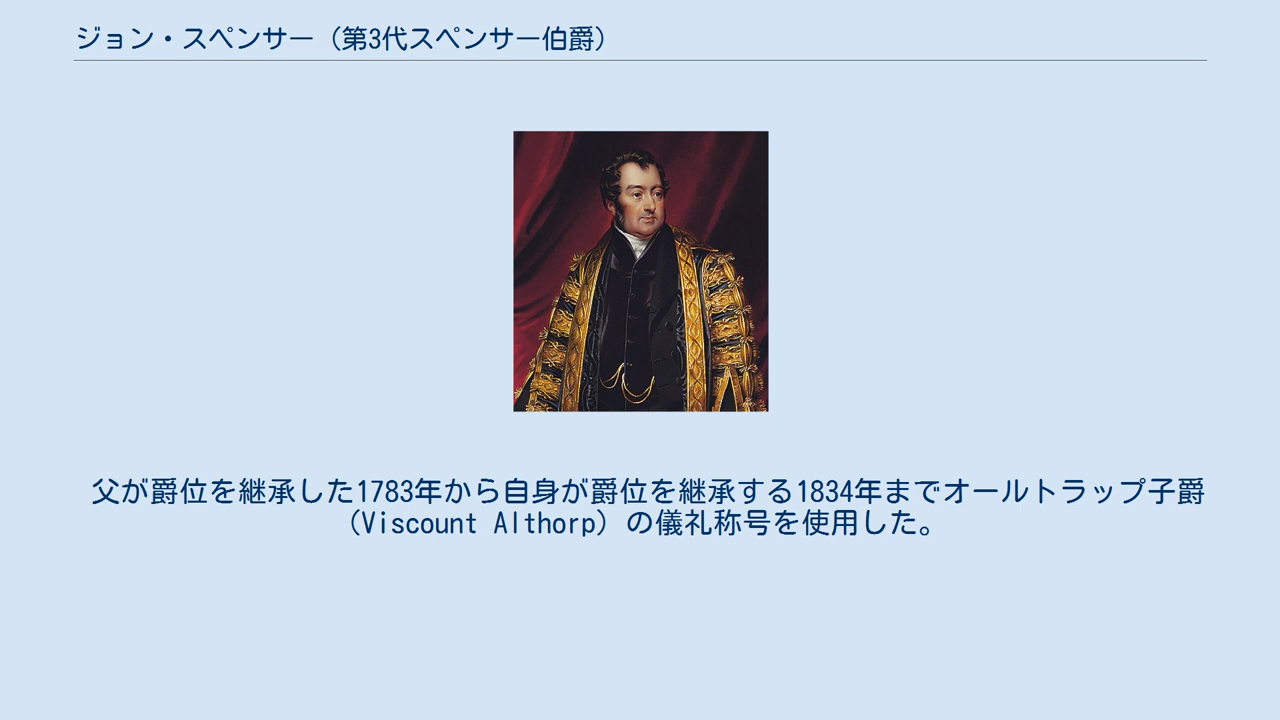 ジョン・スペンサー（第3代スペンサー伯爵）
父が爵位を継承した1783年から自身が爵位を継承する1834年までオールトラップ子爵
（Viscount Althorp）の儀礼称号を使用した。